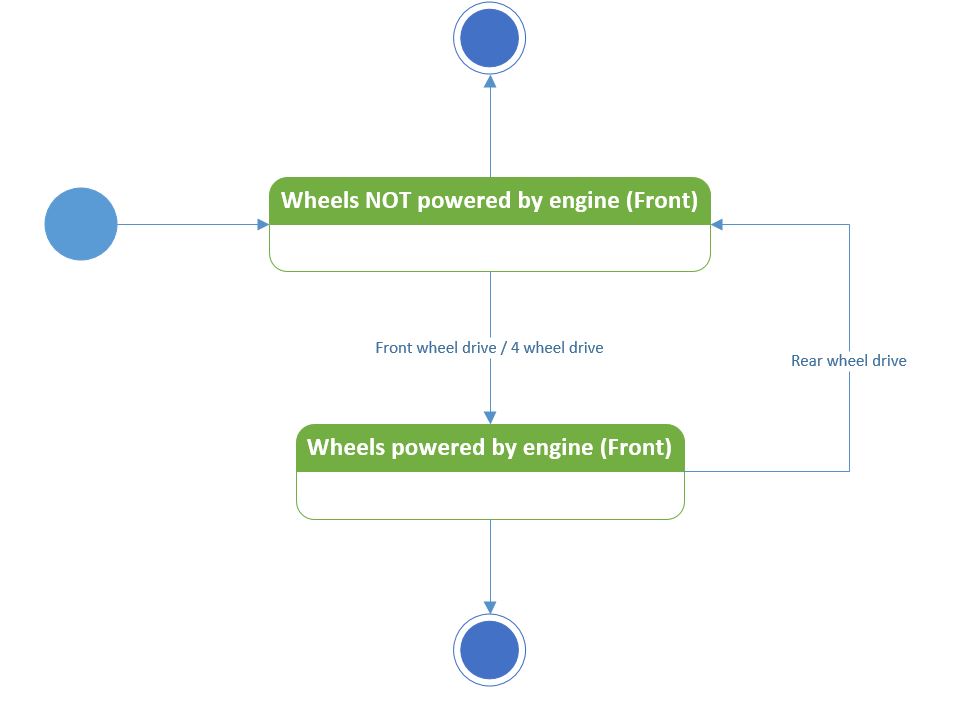 Wheels NOT powered by engine (Front)
Front wheel drive / 4 wheel drive
Rear wheel drive
Wheels powered by engine (Front)